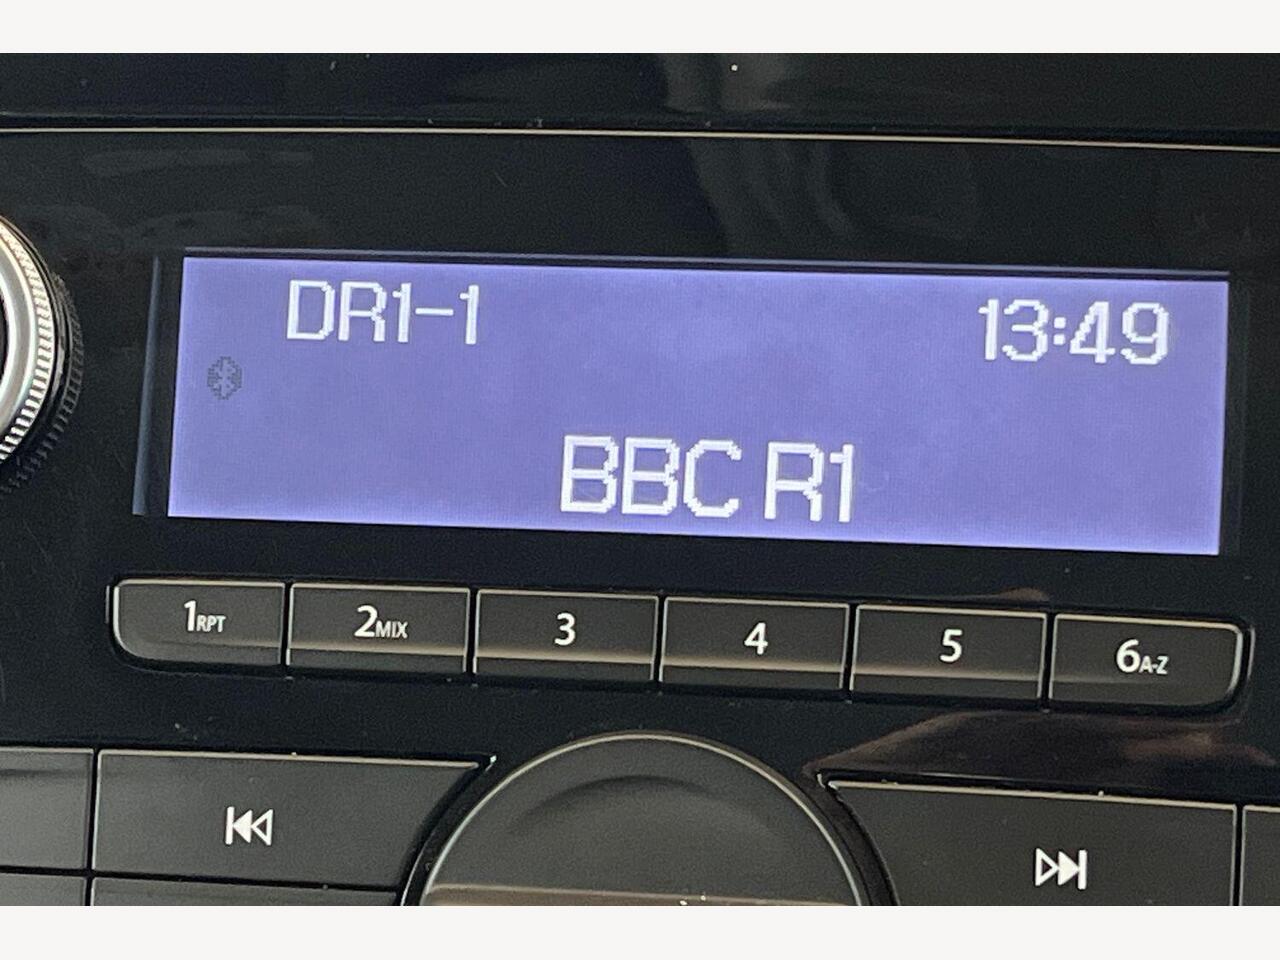 DR1-1 13:49
BBC R1
1RPT 2MIX 3 4 5 6A-Z